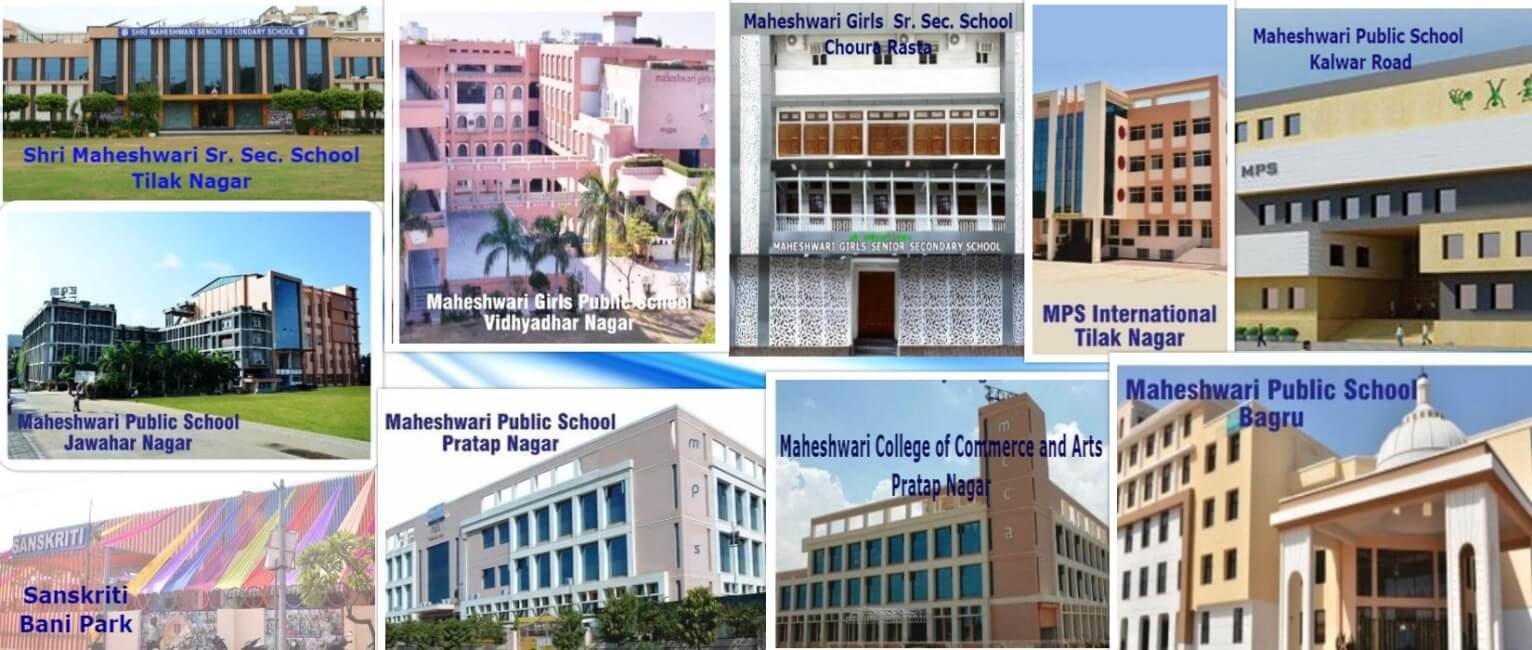 SHRI MAHESHWARI SENIOR SECONDARY SCHOOL
Shri Maheshwari Sr. Sec. School
Tilak Nagar
maheshwari girls
mgps
Maheshwari Girls Public School
Vidhyadhar Nagar
Maheshwari Girls Sr. Sec. School
Choura Rasta
MAHESHWARI GIRLS SENIOR SECONDARY SCHOOL
MPS International
Tilak Nagar
Maheshwari Public School
Kalwar Road
MPS
Maheshwari Public School
Jawahar Nagar
Maheshwari Public School
Pratap Nagar
m
p
s
Maheshwari College of Commerce and Arts
Pratap Nagar
m
c
c
a
Maheshwari Public School
Bagru
SANSKRITI
Sanskriti
Bani Park